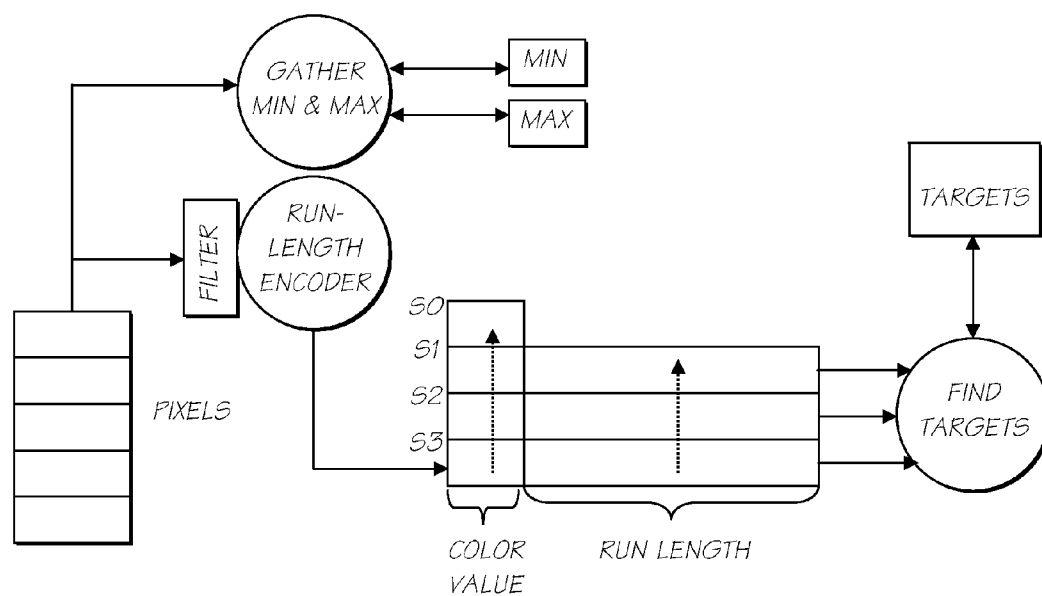 GATHER
MIN & MAX
MIN
MAX
TARGETS
FILTER
RUN-
LENGTH
ENCODER
S0
S1
S2
S3
PIXELS
FIND
TARGETS
COLOR
VALUE
RUN LENGTH